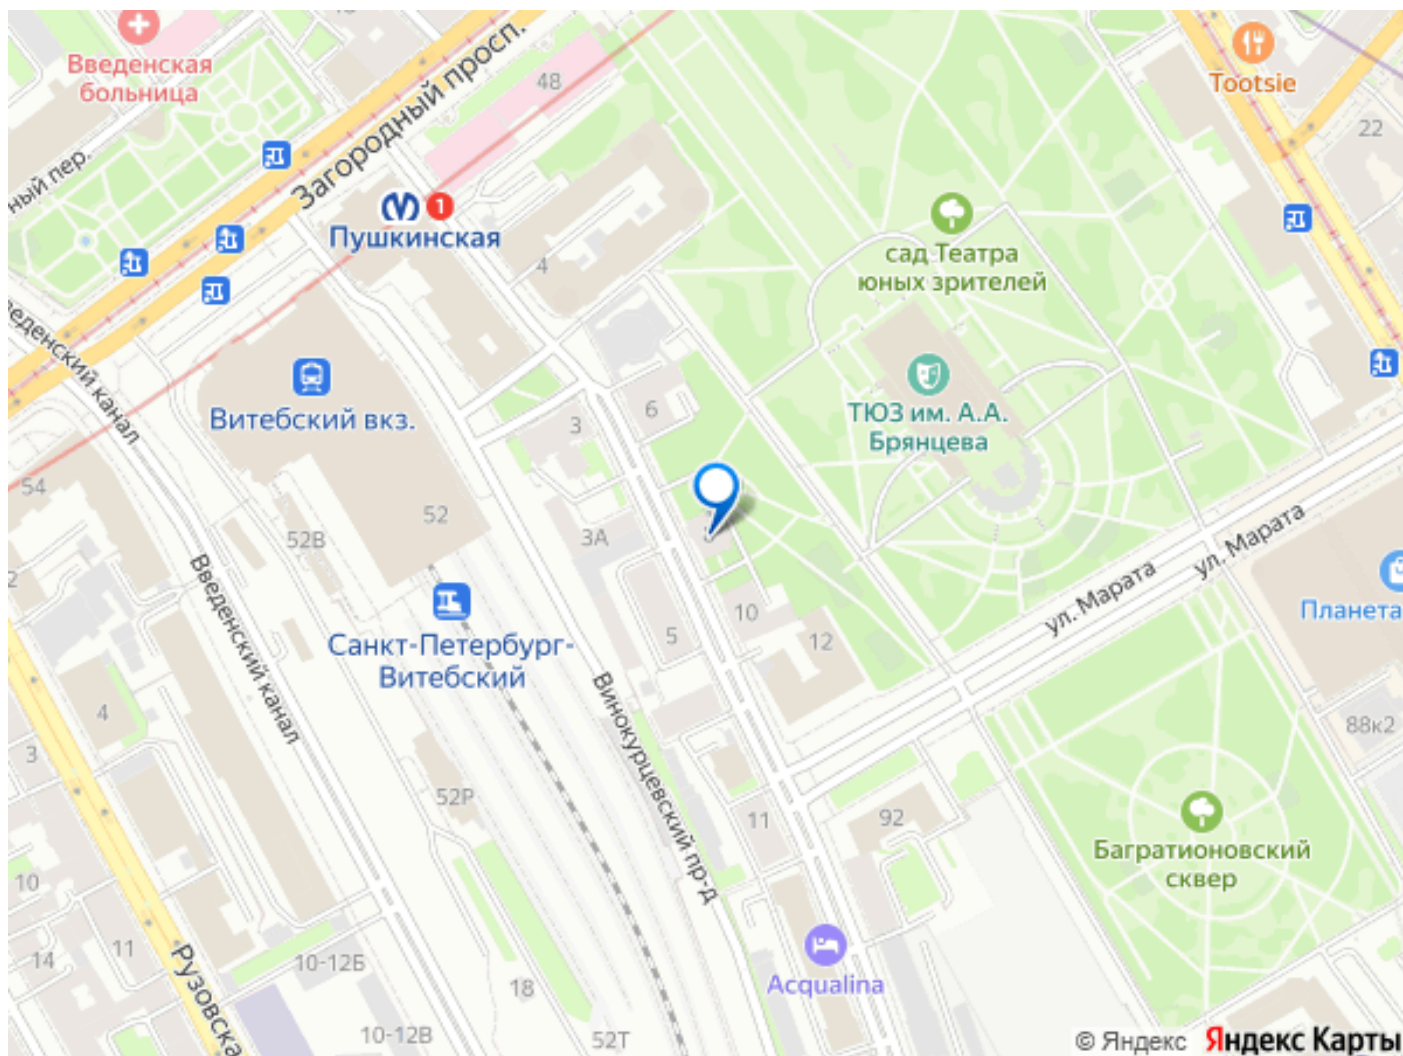 Введенская
больница
48
Загородный просп.
Tootsie
22
ный пер.
1
Пушкинская
4
сад Театра
юных зрителей
веденский канал
Витебский вкз.
3
6
ТЮЗ им. А.А.
Брянцева
54
52
52В
3А
Введенский канал
ул. Марата
ул. Марата
Планета
10
12
5
Санкт-Петербург-
Витебский
Винокурцевский пр-д
4
3
88к2
52Р
11
92
Багратионовский
сквер
10
11
14
Рузовска
10-12Б
18
Acqualina
10-12В
52Т
© Яндекс Яндекс Карты